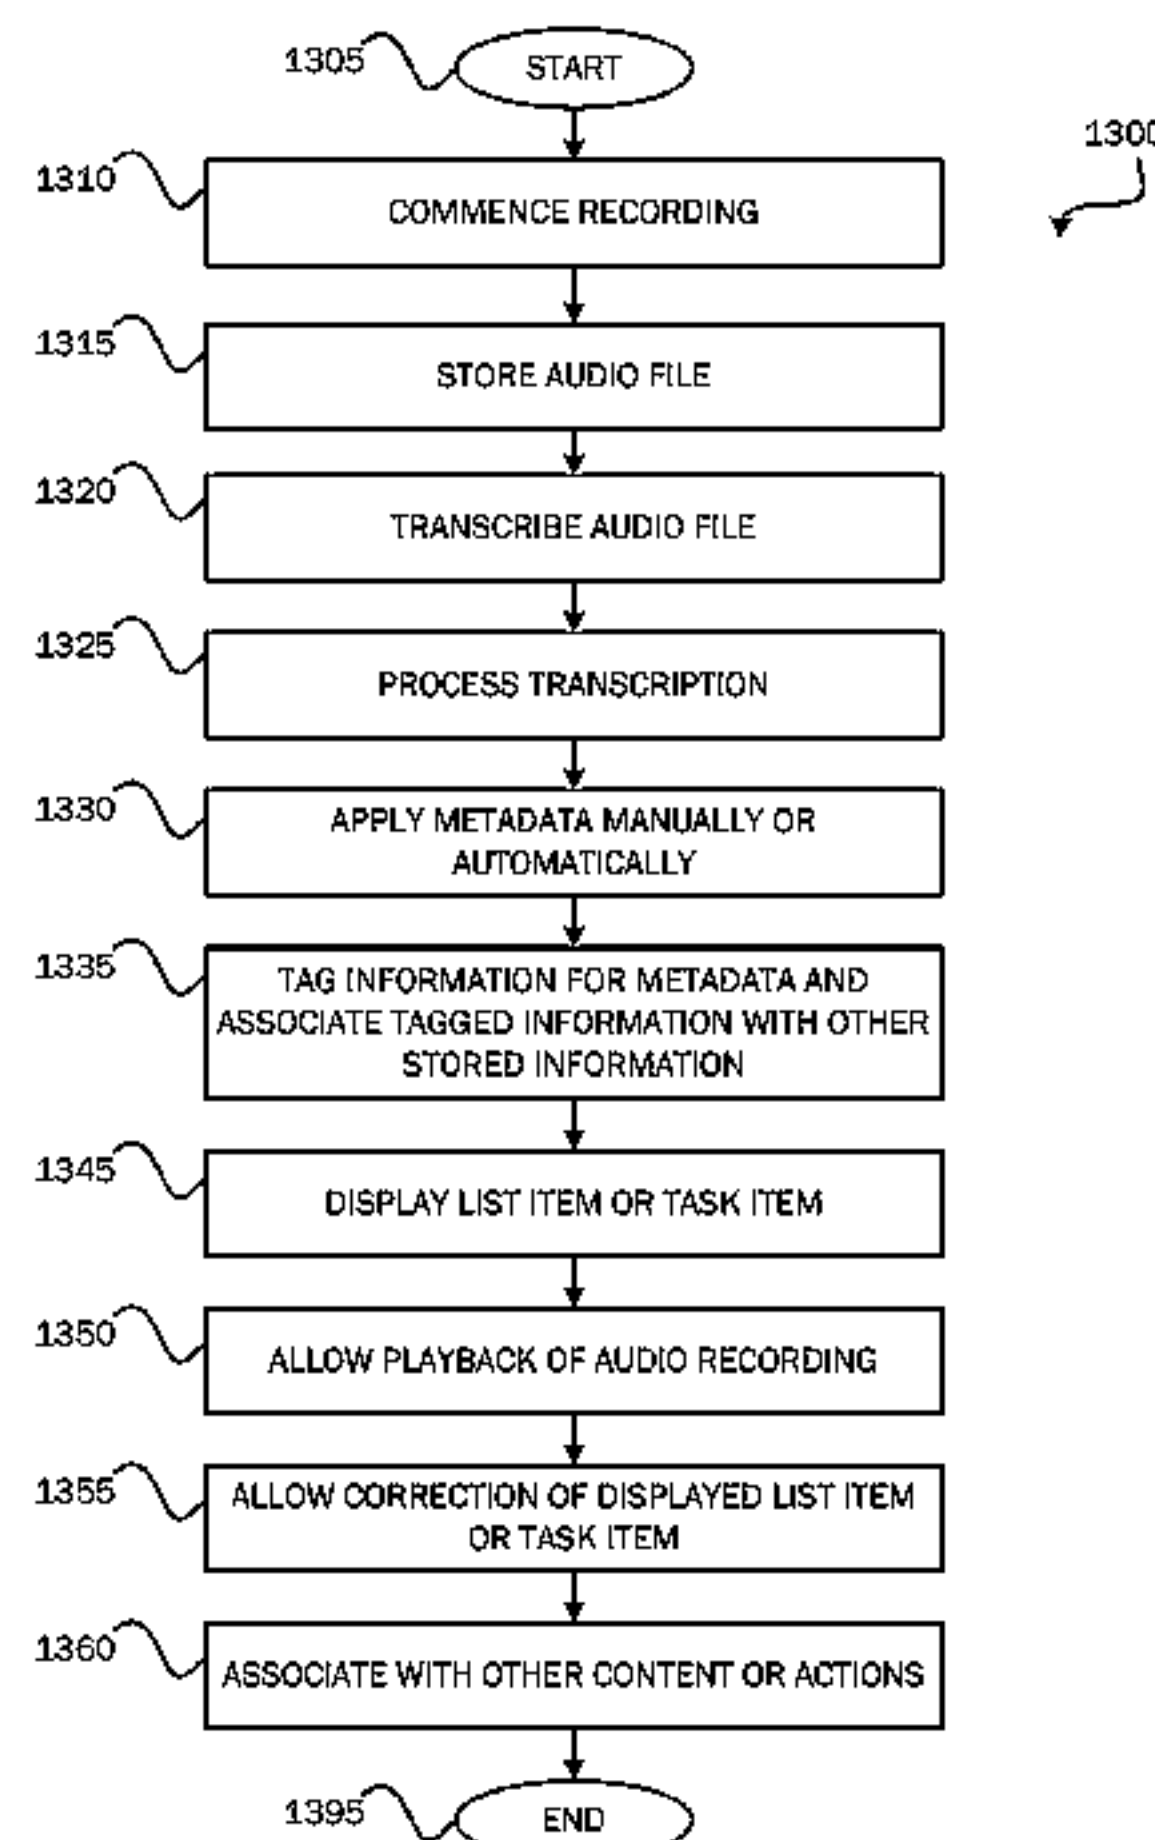 1305
START
1300
1310
COMMENCE RECORDING
1315
STORE AUDIO FILE
1320
TRANSCRIBE AUDIO FILE
1325
PROCESS TRANSCRIPTION
1330
APPLY METADATA MANUALLY OR
AUTOMATICALLY
1335
TAG INFORMATION FOR METADATA AND
ASSOCIATE TAGGED INFORMATION WITH OTHER
STORED INFORMATION
1345
DISPLAY LIST ITEM OR TASK ITEM
1350
ALLOW PLAYBACK OF AUDIO RECORDING
1355
ALLOW CORRECTION OF DISPLAYED LIST ITEM
OR TASK ITEM
1360
ASSOCIATE WITH OTHER CONTENT OR ACTIONS
1395
END